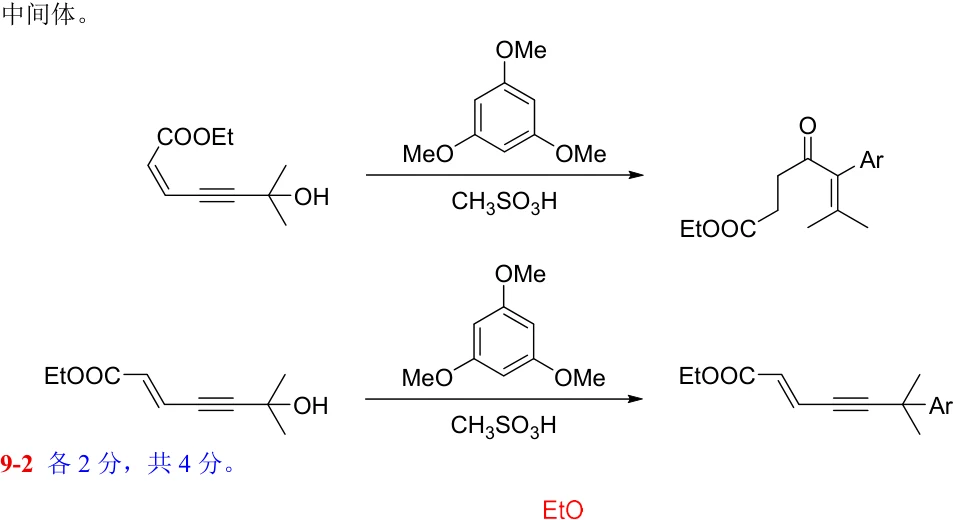 中间体。
OMe
MeO
OMe
CH₃SO₃H
COOEt
OH
O
Ar
EtOOC
OMe
MeO
OMe
CH₃SO₃H
EtOOC
OH
EtOOC
Ar
9-2 各 2 分，共 4 分。
EtO